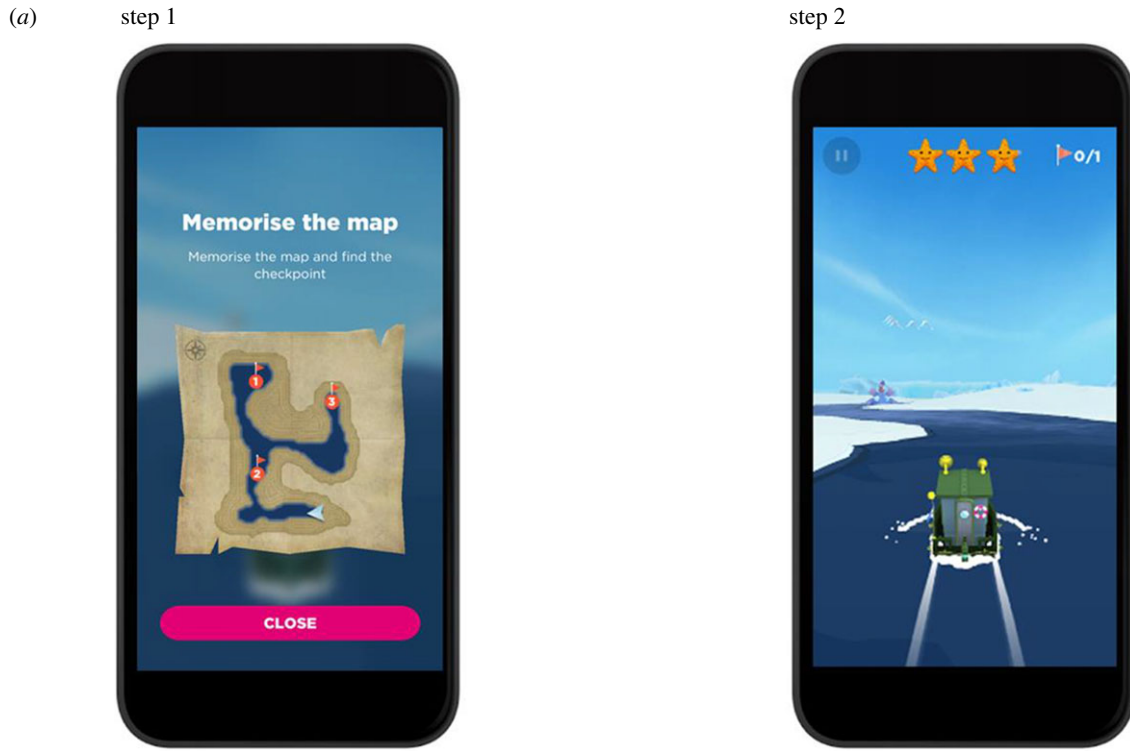 (a) step 1 step 2
Memorise the map
Memorise the map and find the
checkpoint
1
3
2
CLOSE
0/1